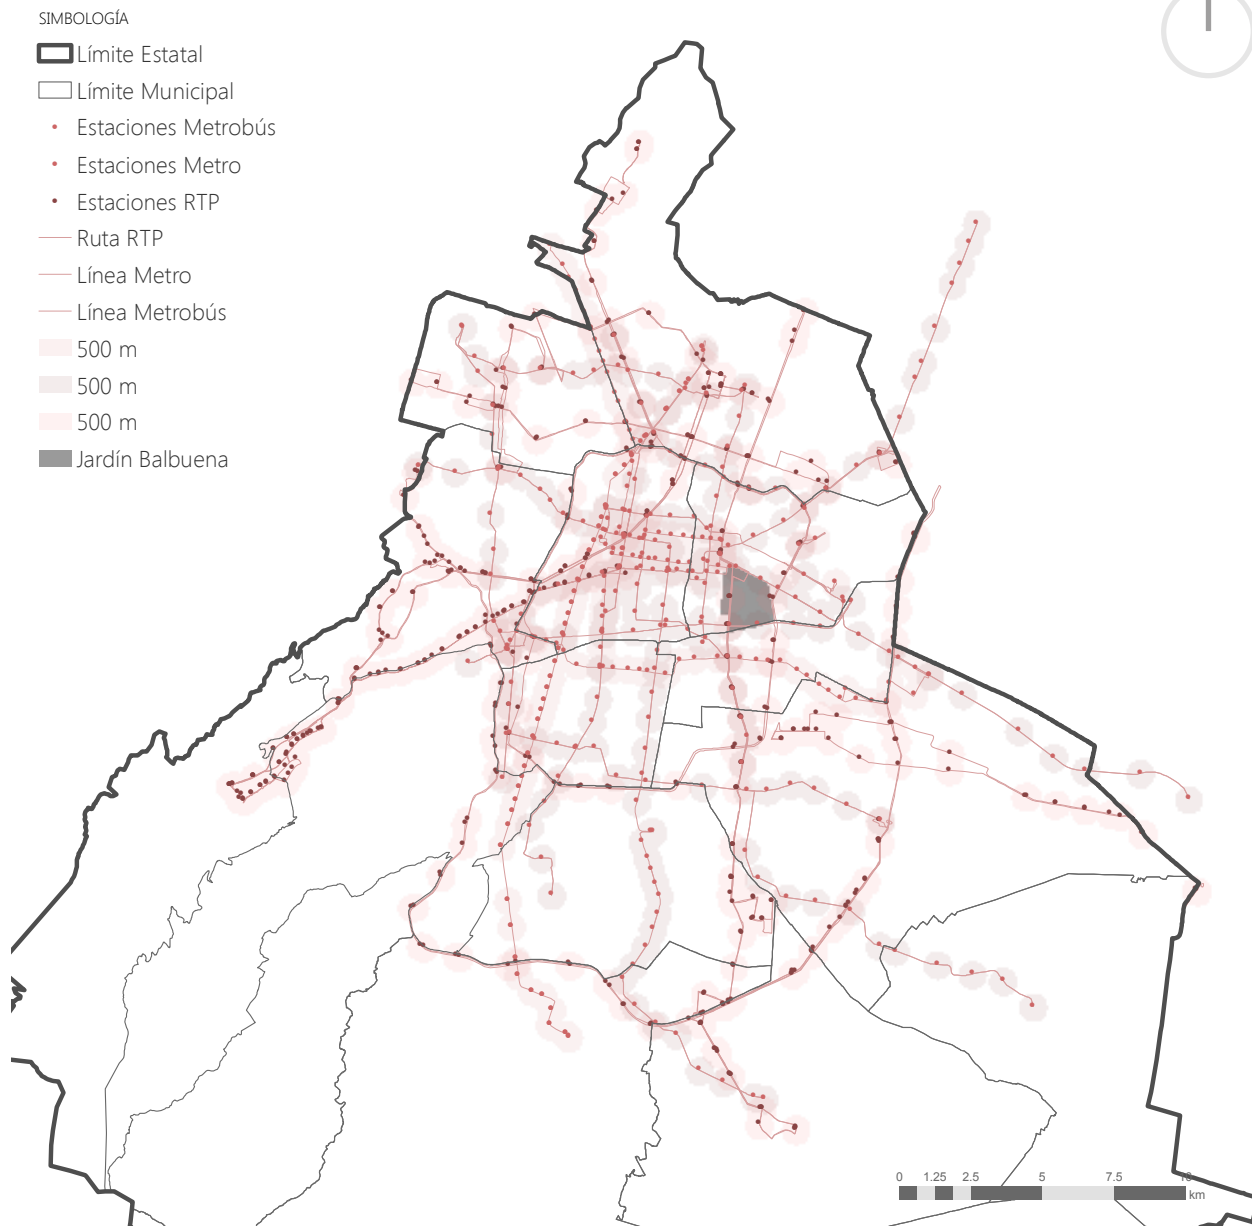 SIMBOLOGÍA
Límite Estatal
Límite Municipal
Estaciones Metrobús
Estaciones Metro
Estaciones RTP
Ruta RTP
Línea Metro
Línea Metrobús
500 m
500 m
500 m
Jardín Balbuena
0 1.25 2.5 5 7.5 10
km